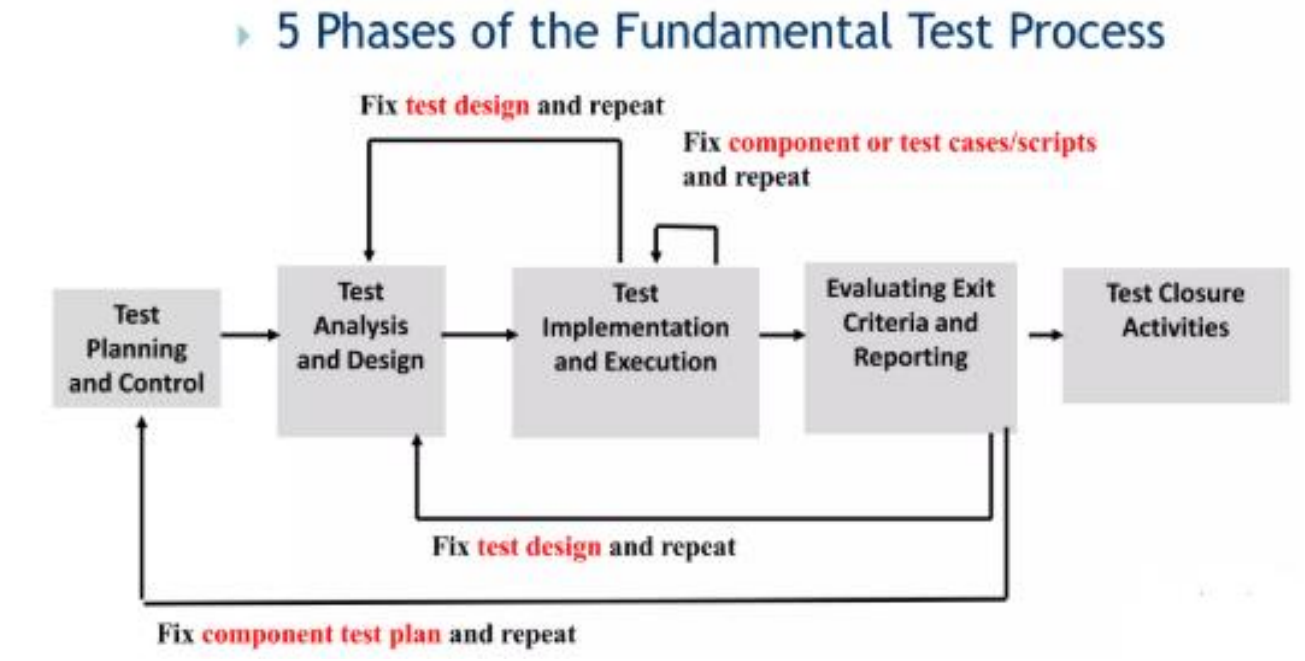 5 Phases of the Fundamental Test Process
Fix test design and repeat
Fix component or test cases/scripts
and repeat
Test
Planning
and Control
Test
Analysis
and Design
Test
Implementation
and Execution
Evaluating Exit
Criteria and
Reporting
Test Closure
Activities
Fix test design and repeat
Fix component test plan and repeat